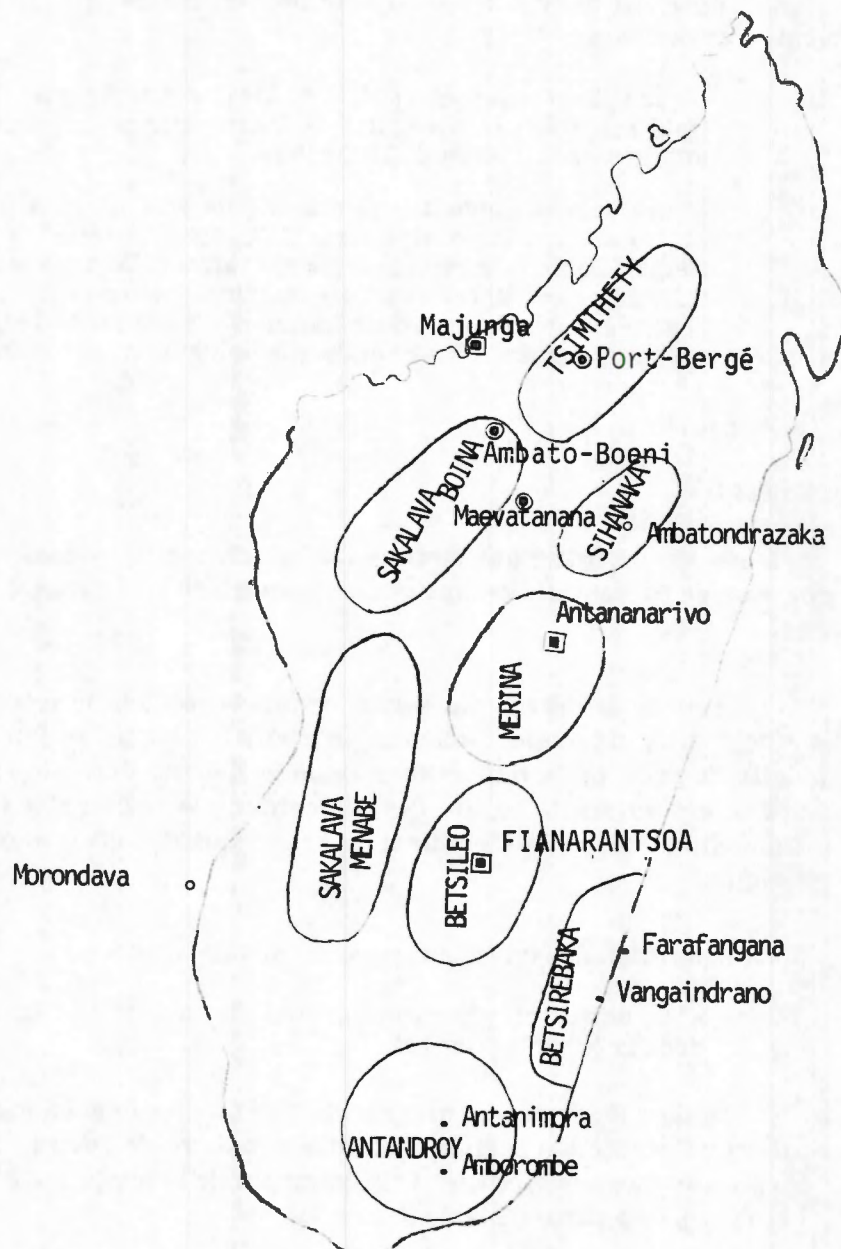 TSIMIHETY
Majunga
Port-Bergé
Ambato-Boeni
SAKALAVA
BOINA
Maevatanana
SIHANAKA
Ambatondrazaka
Antananarivo
MERINA
SAKALAVA
MENABE
BETSILEO
FIANARANTSOA
Morondava
BETSIREBAKA
Farafangana
Vangaindrano
Antanimora
ANTANDROY
Amborombe